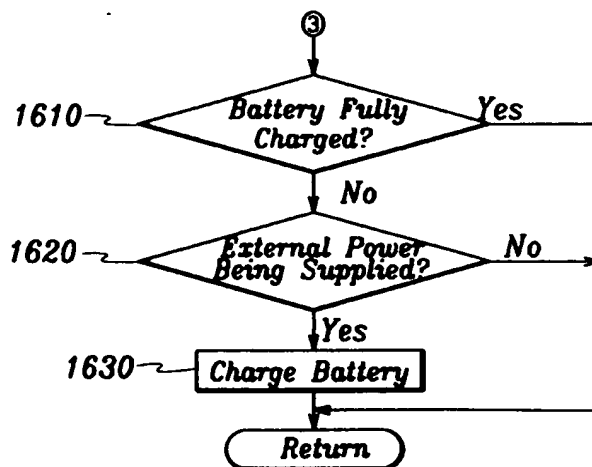 3
1610
Battery Fully
Charged?
Yes
No
1620
External Power
Being Supplied?
No
Yes
1630
Charge Battery
Return